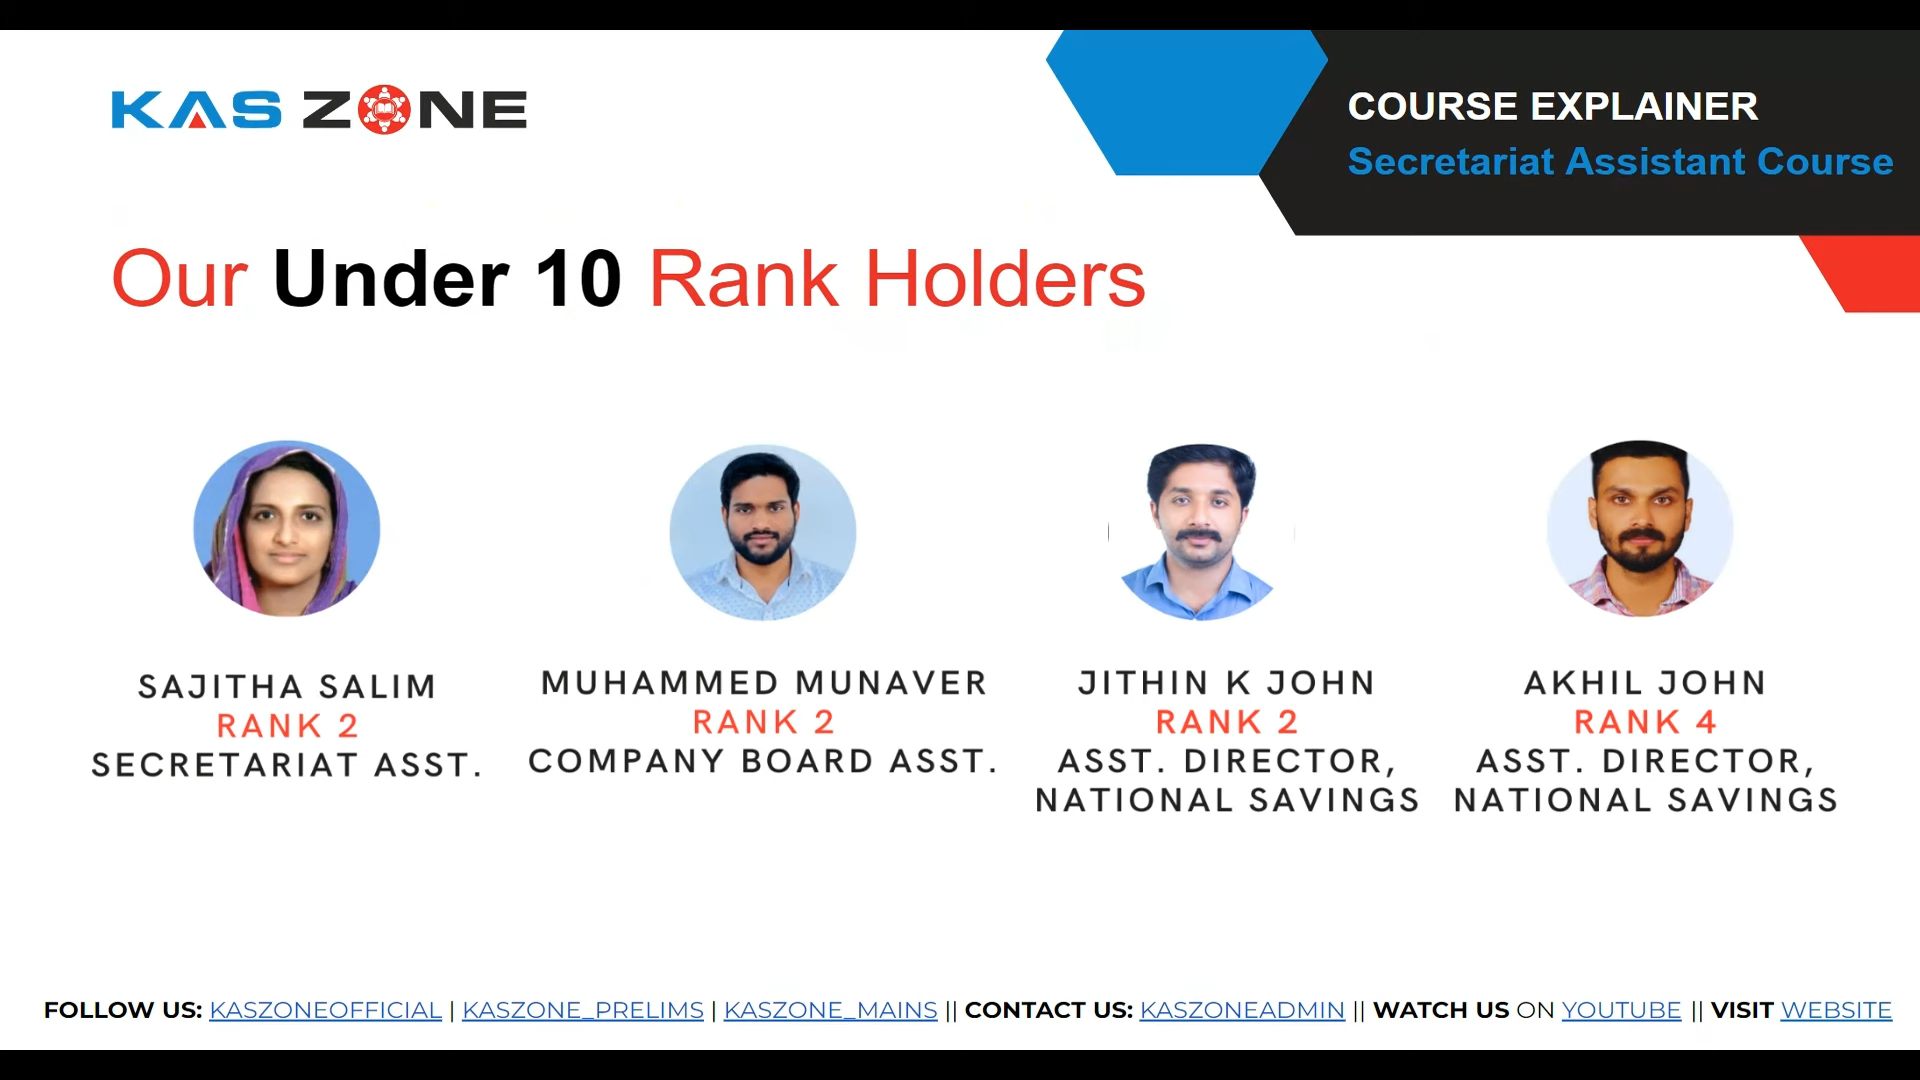 KAS ZONE
COURSE EXPLAINER
Secretariat Assistant Course
Our Under 10 Rank Holders
SAJITHA SALIM
RANK 2
SECRETARIAT ASST.
MUHAMMED MUNAVER
RANK 2
COMPANY BOARD ASST.
JITHIN K JOHN
RANK 2
ASST. DIRECTOR,
NATIONAL SAVINGS
AKHIL JOHN
RANK 4
ASST. DIRECTOR,
NATIONAL SAVINGS
FOLLOW US: KASZONEOFFICIAL | KASZONE_PRELIMS | KASZONE_MAINS || CONTACT US: KASZONEADMIN || WATCH US ON YOUTUBE || VISIT WEBSITE